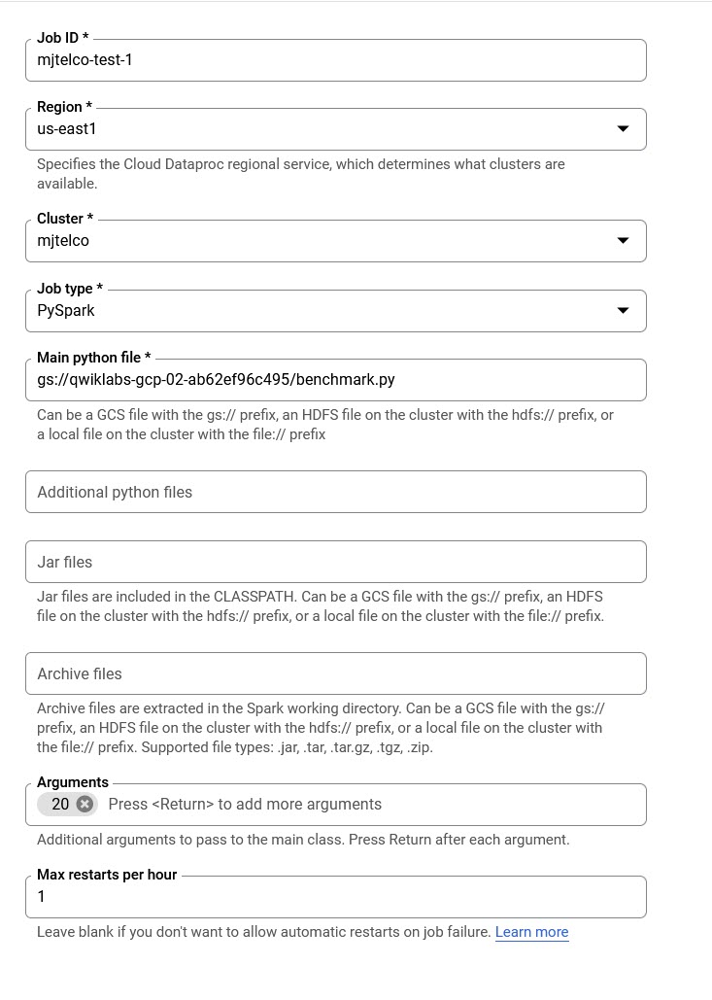 Job ID *
mjtelco-test-1
Region *
us-east1
Specifies the Cloud Dataproc regional service, which determines what clusters are
available.
Cluster *
mjtelco
Job type *
PySpark
Main python file *
gs://qwiklabs-gcp-02-ab62ef96c495/benchmark.py
Can be a GCS file with the gs:// prefix, an HDFS file on the cluster with the hdfs:// prefix, or
a local file on the cluster with the file:// prefix
Additional python files
Jar files
Jar files are included in the CLASSPATH. Can be a GCS file with the gs:// prefix, an HDFS
file on the cluster with the hdfs:// prefix, or a local file on the cluster with the file:// prefix.
Archive files
Archive files are extracted in the Spark working directory. Can be a GCS file with the gs://
prefix, an HDFS file on the cluster with the hdfs:// prefix, or a local file on the cluster with
the file:// prefix. Supported file types: .jar, .tar, .tar.gz, .tgz, .zip.
Arguments
20 Press <Return> to add more arguments
Additional arguments to pass to the main class. Press Return after each argument.
Max restarts per hour
1
Leave blank if you don't want to allow automatic restarts on job failure. Learn more